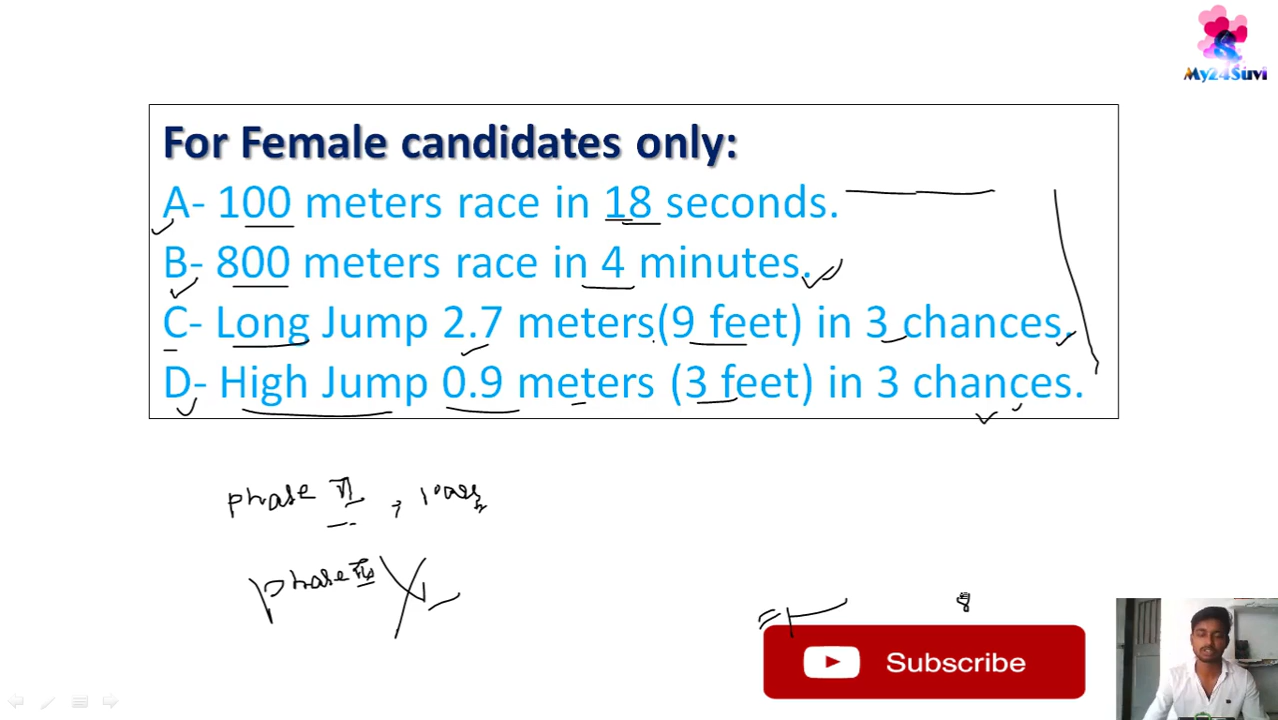 My24Suvi
For Female candidates only:
A- 100 meters race in 18 seconds.
B- 800 meters race in 4 minutes.
C- Long Jump 2.7 meters(9 feet) in 3 chances.
D- High Jump 0.9 meters (3 feet) in 3 chances.
phase II
phase
Subscribe